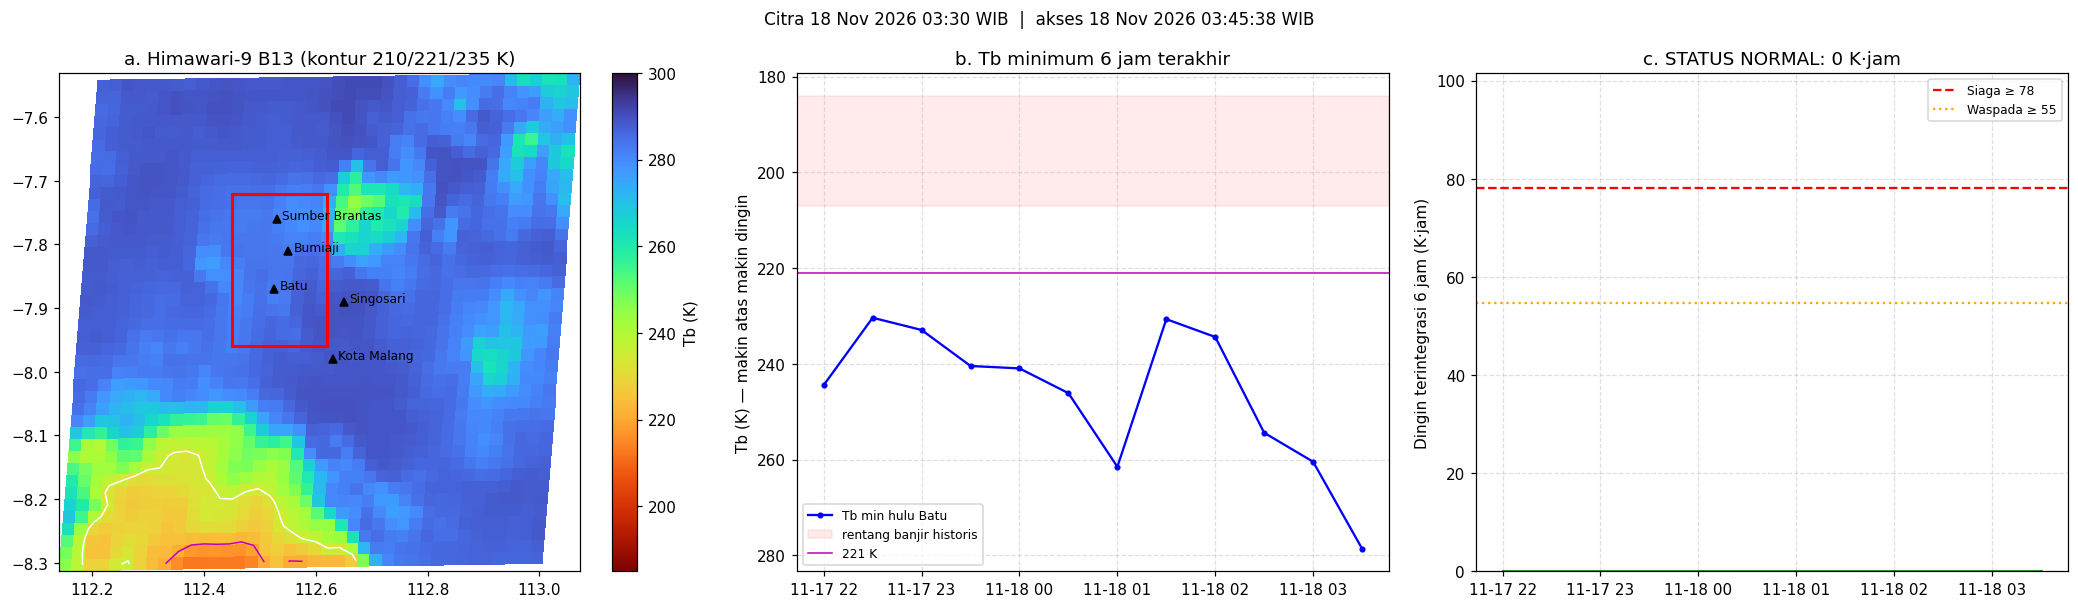 Citra 18 Nov 2026 03:30 WIB | akses 18 Nov 2026 03:45:38 WIB
a. Himawari-9 B13 (kontur 210/221/235 K)
−7.6
−7.7
−7.8
−7.9
−8.0
−8.1
−8.2
−8.3
112.2
112.4
112.6
112.8
113.0
Sumber Brantas
Bumiaji
Batu
Singosari
Kota Malang
300
280
260
240
220
200
Tb (K)
b. Tb minimum 6 jam terakhir
Tb (K) — makin atas makin dingin
180
200
220
240
260
280
Tb min hulu Batu
rentang banjir historis
221 K
11-17 22
11-17 23
11-18 00
11-18 01
11-18 02
11-18 03
c. STATUS NORMAL: 0 K·jam
Dingin terintegrasi 6 jam (K·jam)
100
80
60
40
20
0
Siaga ≥ 78
Waspada ≥ 55
11-17 22
11-17 23
11-18 00
11-18 01
11-18 02
11-18 03